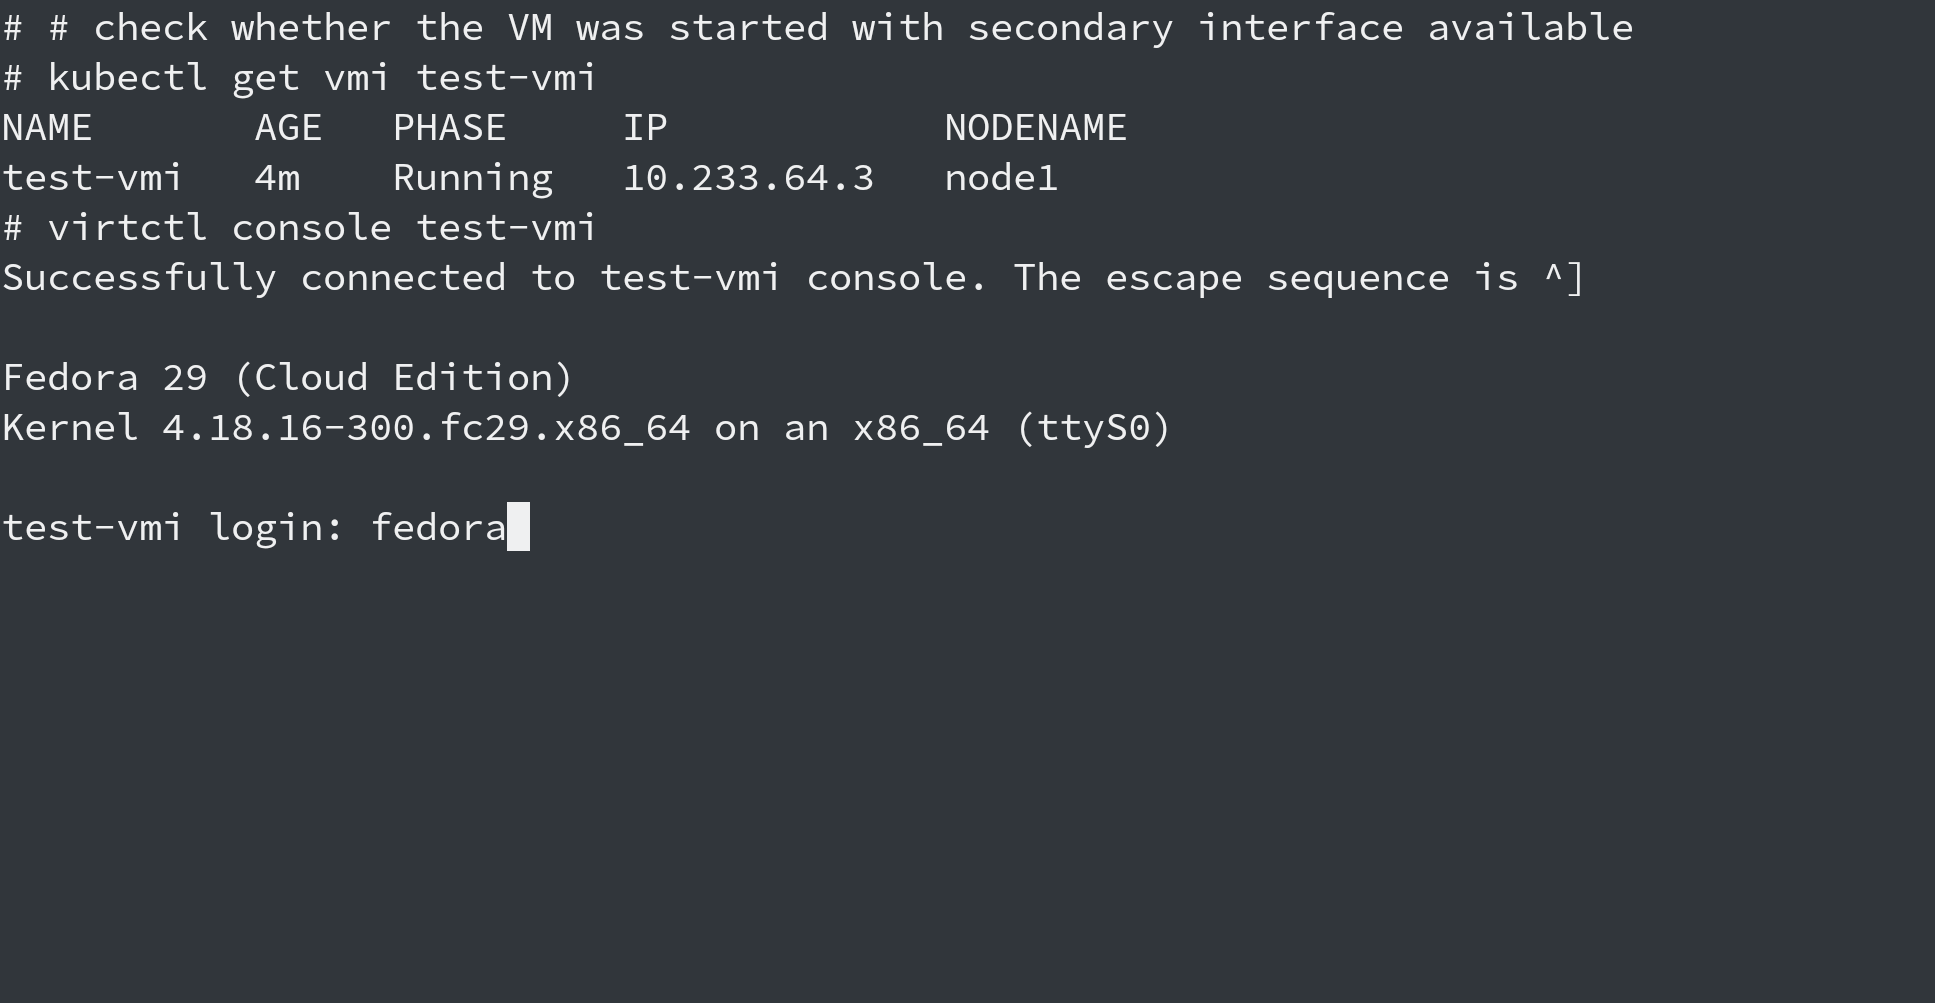 # # check whether the VM was started with secondary interface available
# kubectl get vmi test-vmi
NAME       AGE   PHASE     IP            NODENAME
test-vmi   4m    Running   10.233.64.3   node1
# virtctl console test-vmi
Successfully connected to test-vmi console. The escape sequence is ^]
Fedora 29 (Cloud Edition)
Kernel 4.18.16-300.fc29.x86_64 on an x86_64 (ttyS0)
test-vmi login: fedora